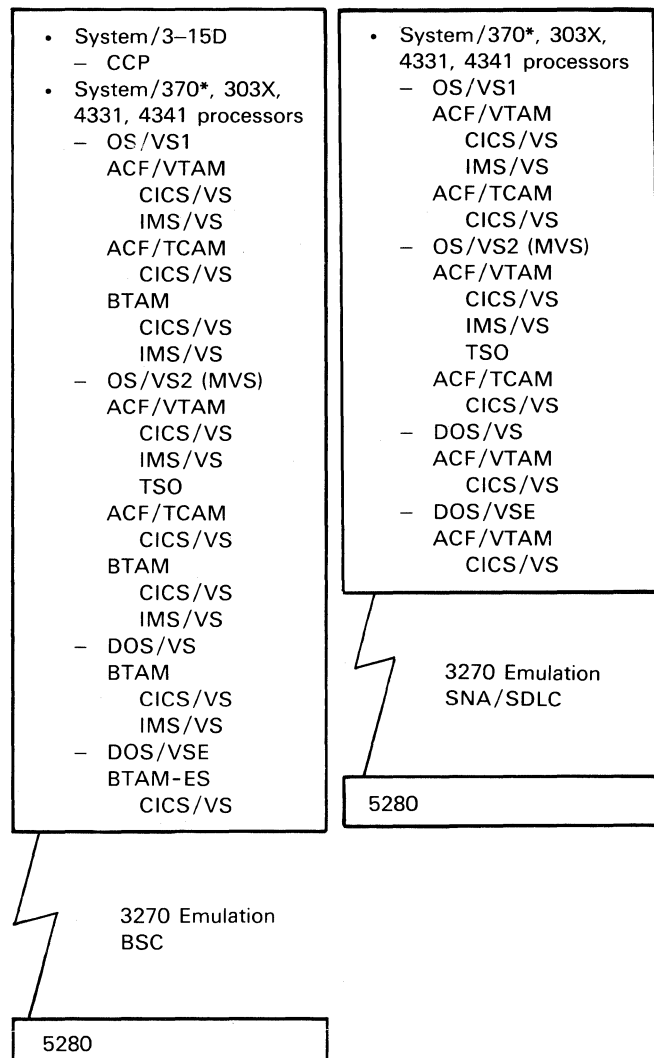 • System/3–15D
– CCP
• System/370*, 303X,
4331, 4341 processors
– OS/VS1
ACF/VTAM
CICS/VS
IMS/VS
ACF/TCAM
CICS/VS
BTAM
CICS/VS
IMS/VS
– OS/VS2 (MVS)
ACF/VTAM
CICS/VS
IMS/VS
TSO
ACF/TCAM
CICS/VS
BTAM
CICS/VS
IMS/VS
– DOS/VS
BTAM
CICS/VS
IMS/VS
– DOS/VSE
BTAM-ES
CICS/VS
3270 Emulation
BSC
5280
• System/370*, 303X,
4331, 4341 processors
– OS/VS1
ACF/VTAM
CICS/VS
IMS/VS
ACF/TCAM
CICS/VS
– OS/VS2 (MVS)
ACF/VTAM
CICS/VS
IMS/VS
TSO
ACF/TCAM
CICS/VS
– DOS/VS
ACF/VTAM
CICS/VS
– DOS/VSE
ACF/VTAM
CICS/VS
3270 Emulation
SNA/SDLC
5280